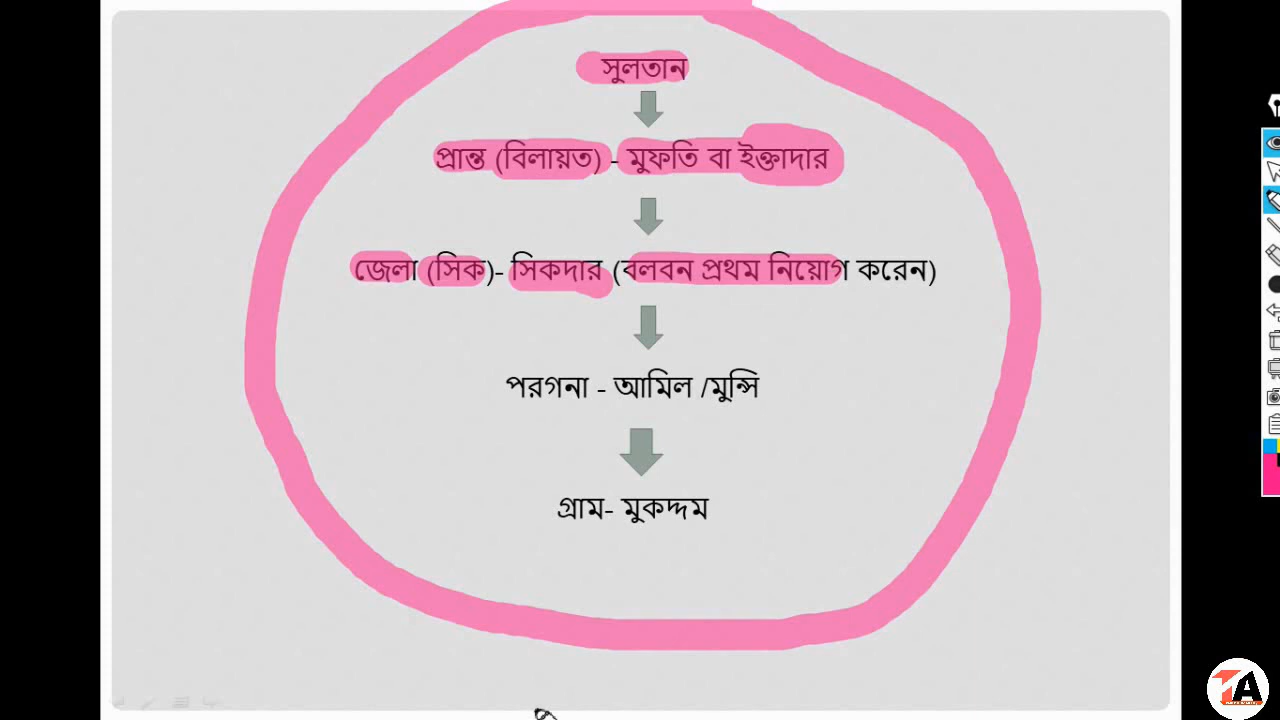 সুলতান
প্রান্ত (বিলায়ত) - মুফতি বা ইক্তাদার
জেলা (সিক)- সিকদার (বলবন প্রথম নিয়োগ করেন)
পরগনা - আমিল /মুন্সি
গ্রাম- মুকদ্দম